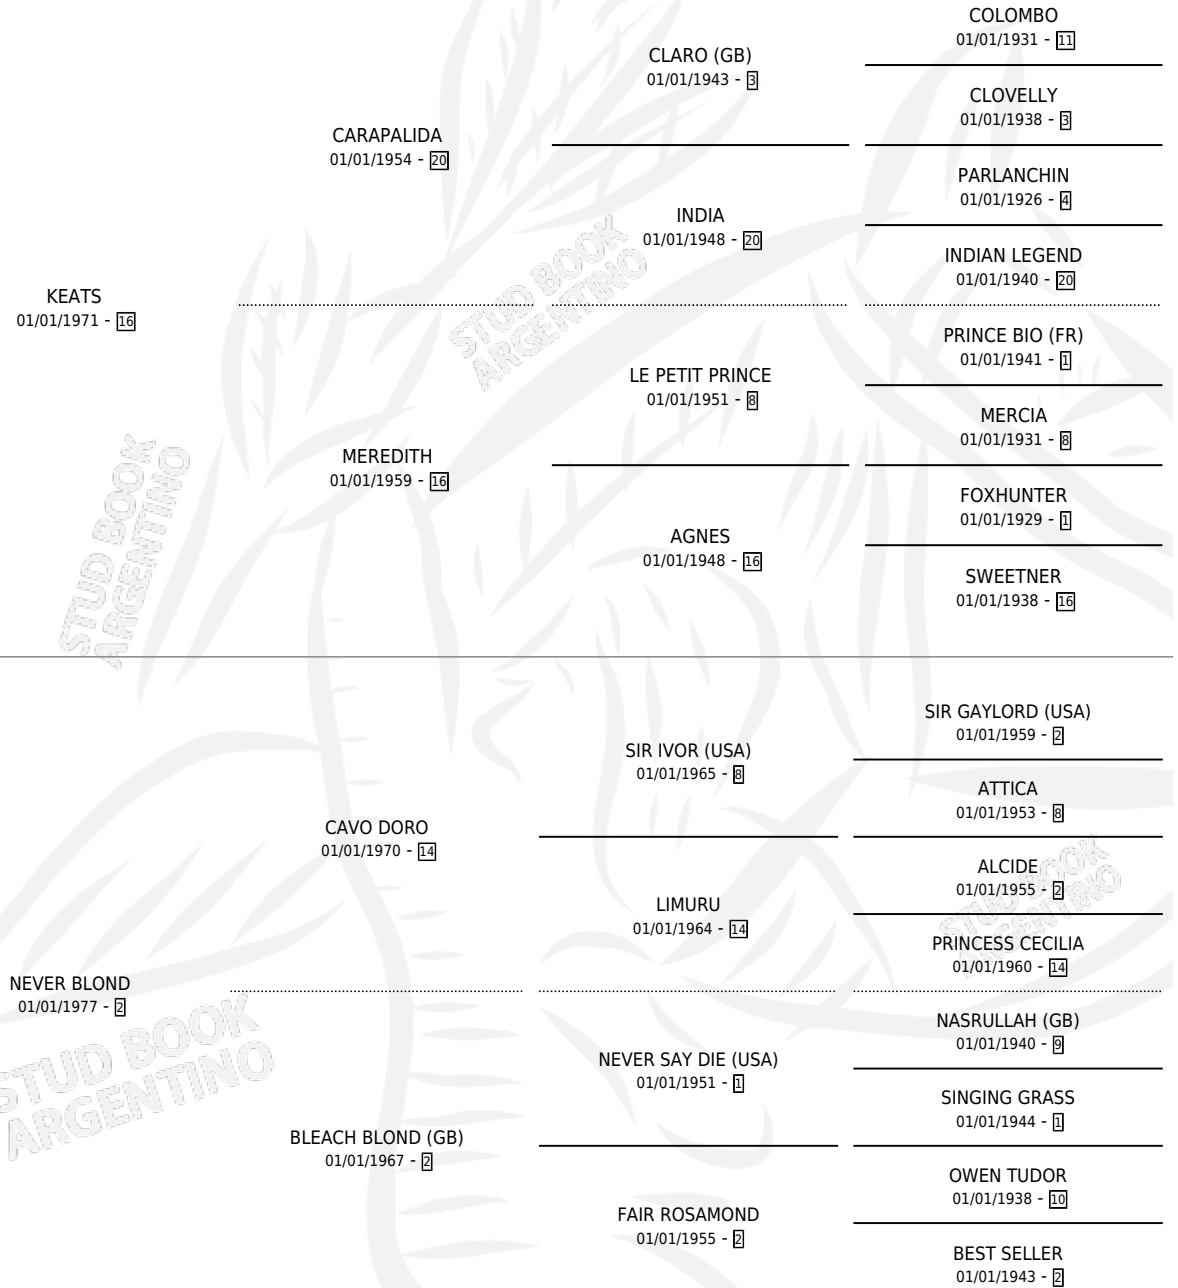 COLOMBO
01/01/1931 - 11
CLARO (GB)
01/01/1943 - 3
CLOVELLY
01/01/1938 - 3
CARAPALIDA
01/01/1954 - 20
PARLANCHIN
01/01/1926 - 4
INDIA
01/01/1948 - 20
INDIAN LEGEND
01/01/1940 - 20
KEATS
01/01/1971 - 16
PRINCE BIO (FR)
01/01/1941 - 1
LE PETIT PRINCE
01/01/1951 - 8
MERCIA
01/01/1931 - 8
MEREDITH
01/01/1959 - 16
FOXHUNTER
01/01/1929 - 1
AGNES
01/01/1948 - 16
SWEETNER
01/01/1938 - 16
SIR GAYLORD (USA)
01/01/1959 - 2
SIR IVOR (USA)
01/01/1965 - 8
ATTICA
01/01/1953 - 8
CAVO DORO
01/01/1970 - 14
ALCIDE
01/01/1955 - 2
LIMURU
01/01/1964 - 14
PRINCESS CECILIA
01/01/1960 - 14
NEVER BLOND
01/01/1977 - 2
NASRULLAH (GB)
01/01/1940 - 9
NEVER SAY DIE (USA)
01/01/1951 - 1
SINGING GRASS
01/01/1944 - 1
BLEACH BLOND (GB)
01/01/1967 - 2
OWEN TUDOR
01/01/1938 - 10
FAIR ROSAMOND
01/01/1955 - 2
BEST SELLER
01/01/1943 - 2
STUD BOOK
ARGENTINO
STUD BOOK
ARGENTINO
STUD BOOK
ARGENTINO
STUD BOOK
ARGENTINO